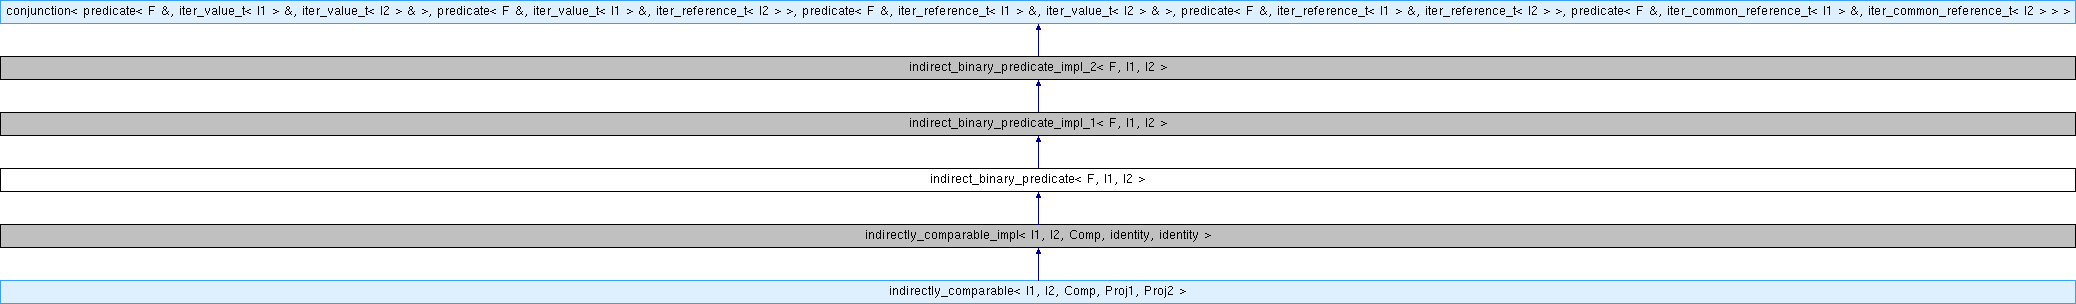 conjunction< predicate< F &, iter_value_t< I1 > &, iter_value_t< I2 > & >, predicate< F &, iter_value_t< I1 > &, iter_reference_t< I2 > >, predicate< F &, iter_reference_t< I1 > &, iter_value_t< I2 > & >, predicate< F &, iter_reference_t< I1 > &, iter_reference_t< I2 > >, predicate< F &, iter_common_reference_t< I1 > &, iter_common_reference_t< I2 > > >
indirect_binary_predicate_impl_2< F, I1, I2 >
indirect_binary_predicate_impl_1< F, I1, I2 >
indirect_binary_predicate< F, I1, I2 >
indirectly_comparable_impl< I1, I2, Comp, identity, identity >
indirectly_comparable< I1, I2, Comp, Proj1, Proj2 >